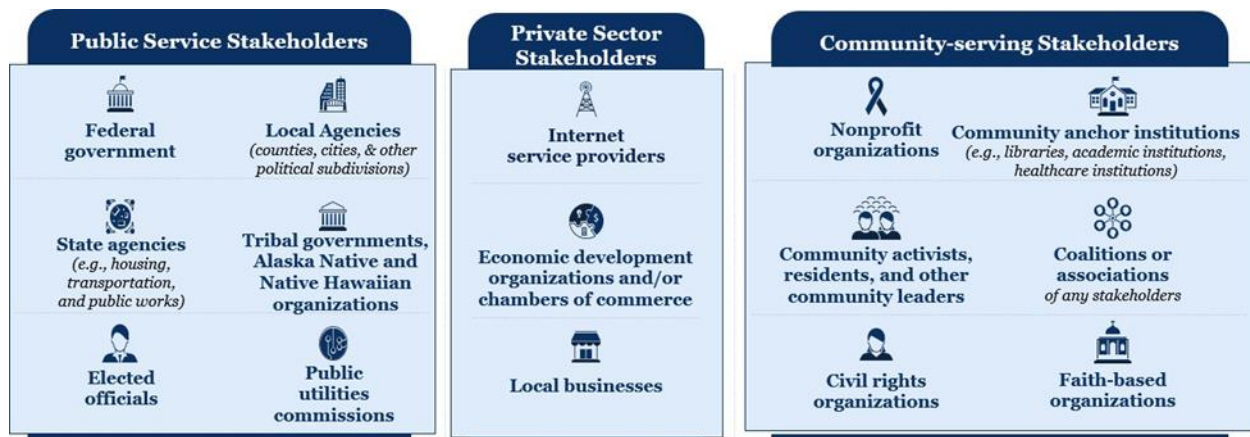 Public Service Stakeholders
Federal
government
Local Agencies
(counties, cities, & other
political subdivisions)
State agencies
(e.g., housing,
transportation,
and public works)
Tribal governments,
Alaska Native and
Native Hawaiian
organizations
Elected
officials
Public
utilities
commissions
Private Sector
Stakeholders
Internet
service providers
Economic development
organizations and/or
chambers of commerce
Local businesses
Community-serving Stakeholders
Nonprofit
organizations
Community anchor institutions
(e.g., libraries, academic institutions,
healthcare institutions)
Community activists,
residents, and other
community leaders
Coalitions or
associations
of any stakeholders
Civil rights
organizations
Faith-based
organizations